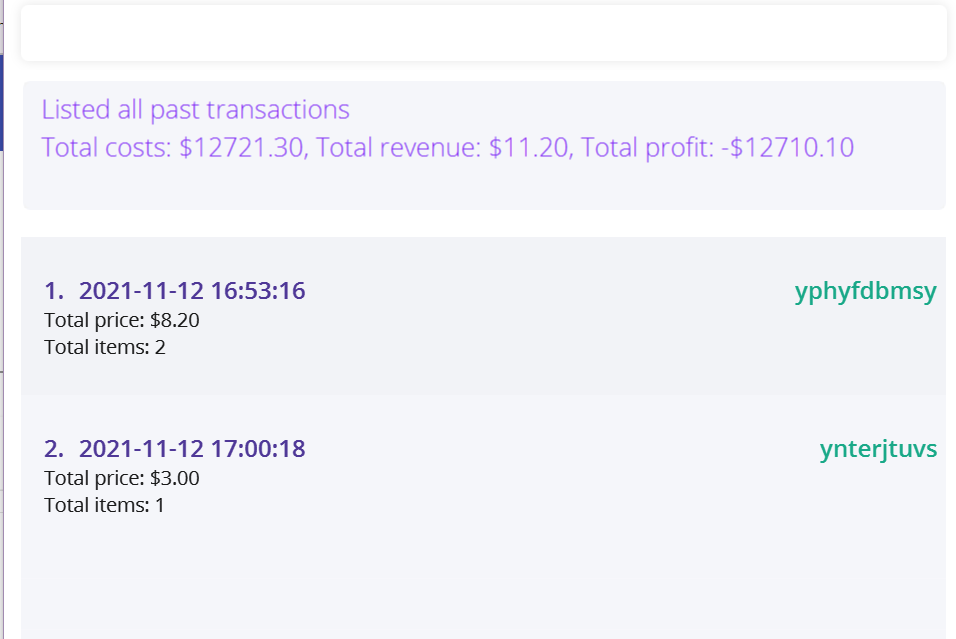 Listed all past transactions
Total costs: $12721.30, Total revenue: $11.20, Total profit: -$12710.10
1. 2021-11-12 16:53:16 yphyfdbmsy
Total price: $8.20
Total items: 2
2. 2021-11-12 17:00:18 ynterjtuvs
Total price: $3.00
Total items: 1